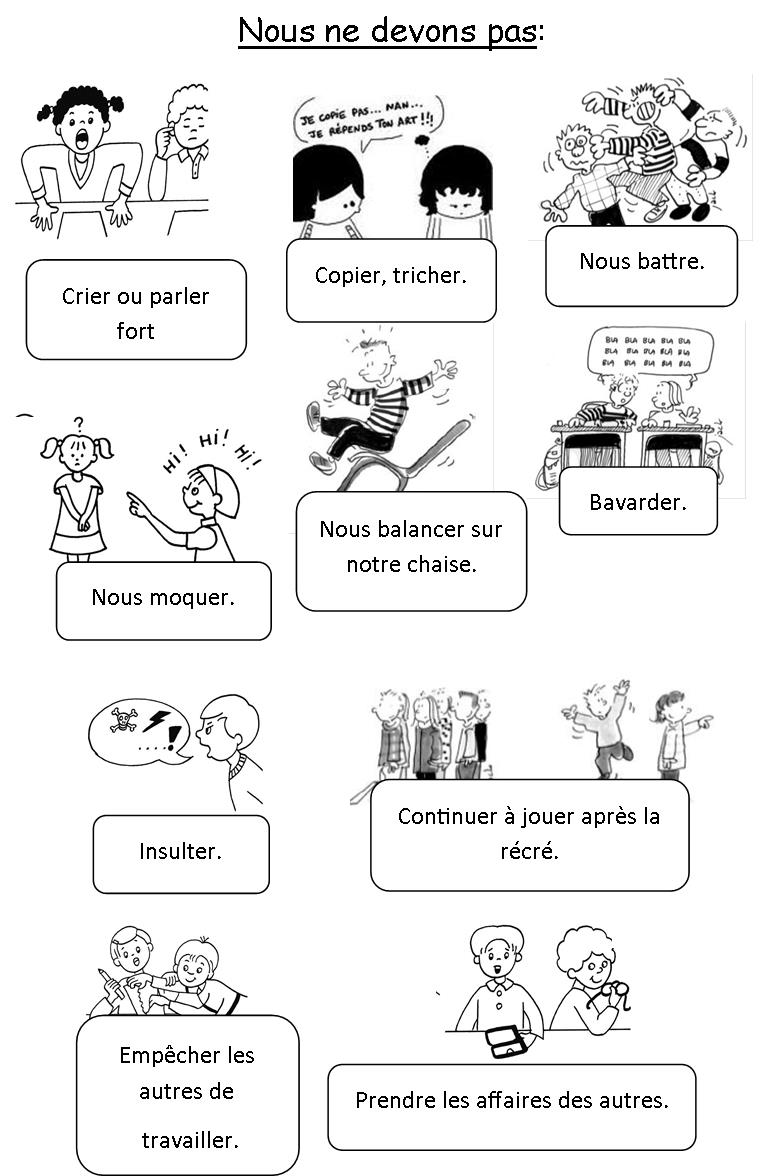 Nous ne devons pas:
JE COPIE PAS... NAN...
JE RÉPENDS TON ART !!!
Crier ou parler
fort
Copier, tricher.
Nous battre.
BLA BLA BLA BLA BLA
BLA BLA BLA BLA BLA
BLA BLA BLA BLA BLA
?
Hi! Hi! Hi!
Nous balancer sur
notre chaise.
Bavarder.
Nous moquer.
.....!
Insulter.
Continuer à jouer après la
récré.
Empêcher les
autres de
travailler.
Prendre les affaires des autres.